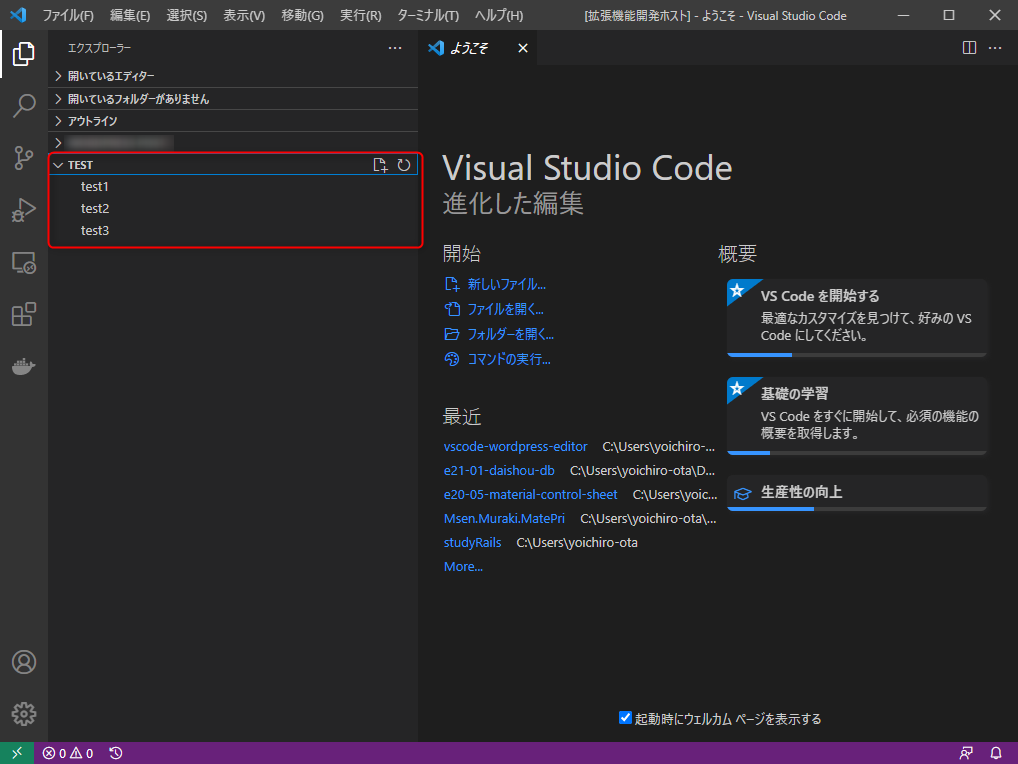 ファイル(F) 編集(E) 選択(S) 表示(V) 移動(G) 実行(R) ターミナル(T) ヘルプ(H) [拡張機能開発ホスト] - ようこそ - Visual Studio Code
エクスプローラー
開いているエディター
開いているフォルダーがありません
アウトライン
TEST
test1
test2
test3
ようこそ
Visual Studio Code
進化した編集
開始
新しいファイル...
ファイルを開く...
フォルダーを開く...
コマンドの実行...
最近
vscode-wordpress-editor C:\Users\yoichiro-...
e21-01-daishou-db C:\Users\yoichiro-ota\D...
e20-05-material-control-sheet C:\Users\yoic...
Msen.Muraki.MatePri C:\Users\yoichiro-ota\...
studyRails C:\Users\yoichiro-ota
More...
概要
VS Code を開始する
最適なカスタマイズを見つけて、好みの VS
Code にしてください。
基礎の学習
VS Code をすぐに開始して、必須の機能の
概要を取得します。
生産性の向上
起動時にウェルカム ページを表示する
0 0